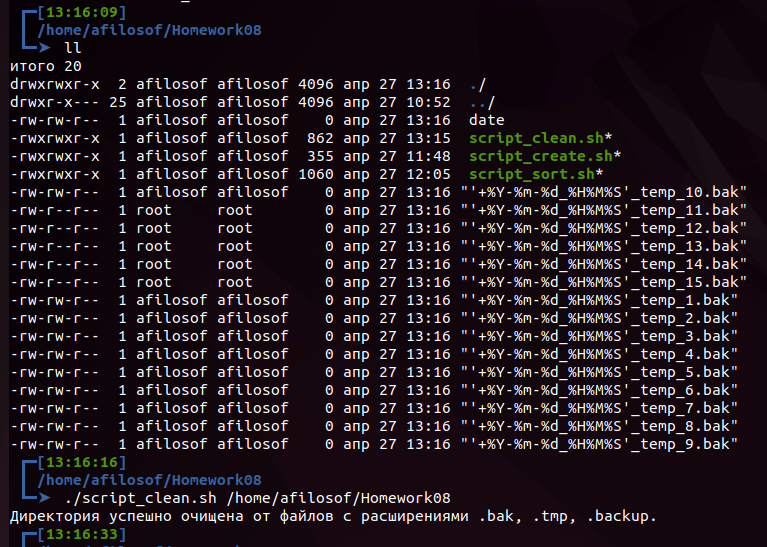 [13:16:09]
/home/afilosof/Homework08
ll
итого 20
drwxrwxr-x  2 afilosof afilosof 4096 апр 27 13:16 ./
drwxr-x--- 25 afilosof afilosof 4096 апр 27 10:52 ../
-rw-rw-r--  1 afilosof afilosof    0 апр 27 13:16 date
-rwxrwxr-x  1 afilosof afilosof  862 апр 27 13:15 script_clean.sh*
-rwxrwxr-x  1 afilosof afilosof  355 апр 27 11:48 script_create.sh*
-rwxrwxr-x  1 afilosof afilosof 1060 апр 27 12:05 script_sort.sh*
-rw-rw-r--  1 afilosof afilosof    0 апр 27 13:16 "'+%Y-%m-%d_%H%M%S'_temp_10.bak"
-rw-r--r--  1 root     root        0 апр 27 13:16 "'+%Y-%m-%d_%H%M%S'_temp_11.bak"
-rw-r--r--  1 root     root        0 апр 27 13:16 "'+%Y-%m-%d_%H%M%S'_temp_12.bak"
-rw-r--r--  1 root     root        0 апр 27 13:16 "'+%Y-%m-%d_%H%M%S'_temp_13.bak"
-rw-r--r--  1 root     root        0 апр 27 13:16 "'+%Y-%m-%d_%H%M%S'_temp_14.bak"
-rw-r--r--  1 root     root        0 апр 27 13:16 "'+%Y-%m-%d_%H%M%S'_temp_15.bak"
-rw-rw-r--  1 afilosof afilosof    0 апр 27 13:16 "'+%Y-%m-%d_%H%M%S'_temp_1.bak"
-rw-rw-r--  1 afilosof afilosof    0 апр 27 13:16 "'+%Y-%m-%d_%H%M%S'_temp_2.bak"
-rw-rw-r--  1 afilosof afilosof    0 апр 27 13:16 "'+%Y-%m-%d_%H%M%S'_temp_3.bak"
-rw-rw-r--  1 afilosof afilosof    0 апр 27 13:16 "'+%Y-%m-%d_%H%M%S'_temp_4.bak"
-rw-rw-r--  1 afilosof afilosof    0 апр 27 13:16 "'+%Y-%m-%d_%H%M%S'_temp_5.bak"
-rw-rw-r--  1 afilosof afilosof    0 апр 27 13:16 "'+%Y-%m-%d_%H%M%S'_temp_6.bak"
-rw-rw-r--  1 afilosof afilosof    0 апр 27 13:16 "'+%Y-%m-%d_%H%M%S'_temp_7.bak"
-rw-rw-r--  1 afilosof afilosof    0 апр 27 13:16 "'+%Y-%m-%d_%H%M%S'_temp_8.bak"
-rw-rw-r--  1 afilosof afilosof    0 апр 27 13:16 "'+%Y-%m-%d_%H%M%S'_temp_9.bak"
[13:16:16]
/home/afilosof/Homework08
./script_clean.sh /home/afilosof/Homework08
Директория успешно очищена от файлов с расширениями .bak, .tmp, .backup.
[13:16:33]